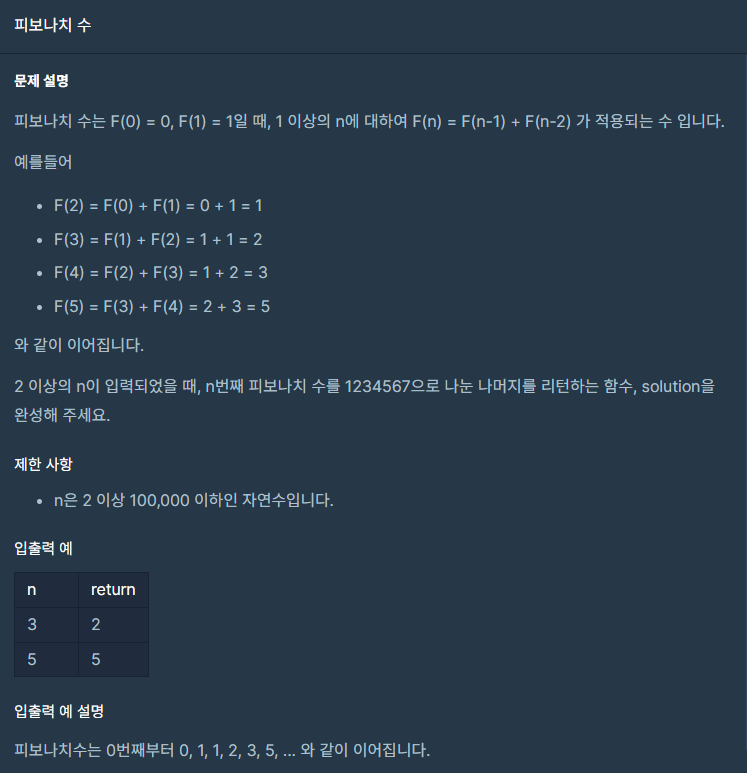 피보나치 수
문제 설명
피보나치 수는 F(0) = 0, F(1) = 1일 때, 1 이상의 n에 대하여 F(n) = F(n-1) + F(n-2) 가 적용되는 수 입니다.
예를들어
• F(2) = F(0) + F(1) = 0 + 1 = 1
• F(3) = F(1) + F(2) = 1 + 1 = 2
• F(4) = F(2) + F(3) = 1 + 2 = 3
• F(5) = F(3) + F(4) = 2 + 3 = 5
와 같이 이어집니다.
2 이상의 n이 입력되었을 때, n번째 피보나치 수를 1234567으로 나눈 나머지를 리턴하는 함수, solution을
완성해 주세요.
제한 사항
• n은 2 이상 100,000 이하인 자연수입니다.
입출력 예
n return
3 2
5 5
입출력 예 설명
피보나치수는 0번째부터 0, 1, 1, 2, 3, 5, ... 와 같이 이어집니다.